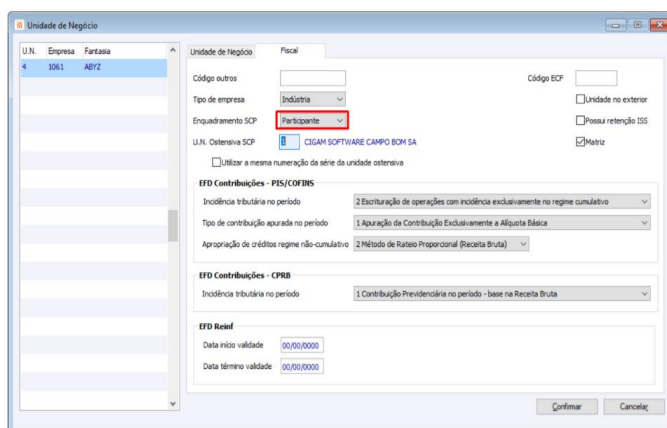 Unidade de Negócio
U.N. Empresa Fantasia
4 1061 ABYZ
Unidade de Negócio Fiscal
Código outros Código ECF
Tipo de empresa Indústria Unidade no exterior
Enquadramento SCP Participante Possui retenção ISS
U.N. Ostensiva SCP 1 CIGAM SOFTWARE CAMPO BOM SA Matriz
Utilizar a mesma numeração da série da unidade ostensiva
EFD Contribuições - PIS/COFINS
Incidência tributária no período 2 Escrituração de operações com incidência exclusivamente no regime cumulativo
Tipo de contribuição apurada no período 1 Apuração da Contribuição Exclusivamente a Alíquota Básica
Apropriação de créditos regime não-cumulativo 2 Método de Rateio Proporcional (Receita Bruta)
EFD Contribuições - CPRB
Incidência tributária no período 1 Contribuição Previdenciária no período - base na Receita Bruta
EFD Reinf
Data início validade 00/00/0000
Data término validade 00/00/0000
Confirmar Cancelar